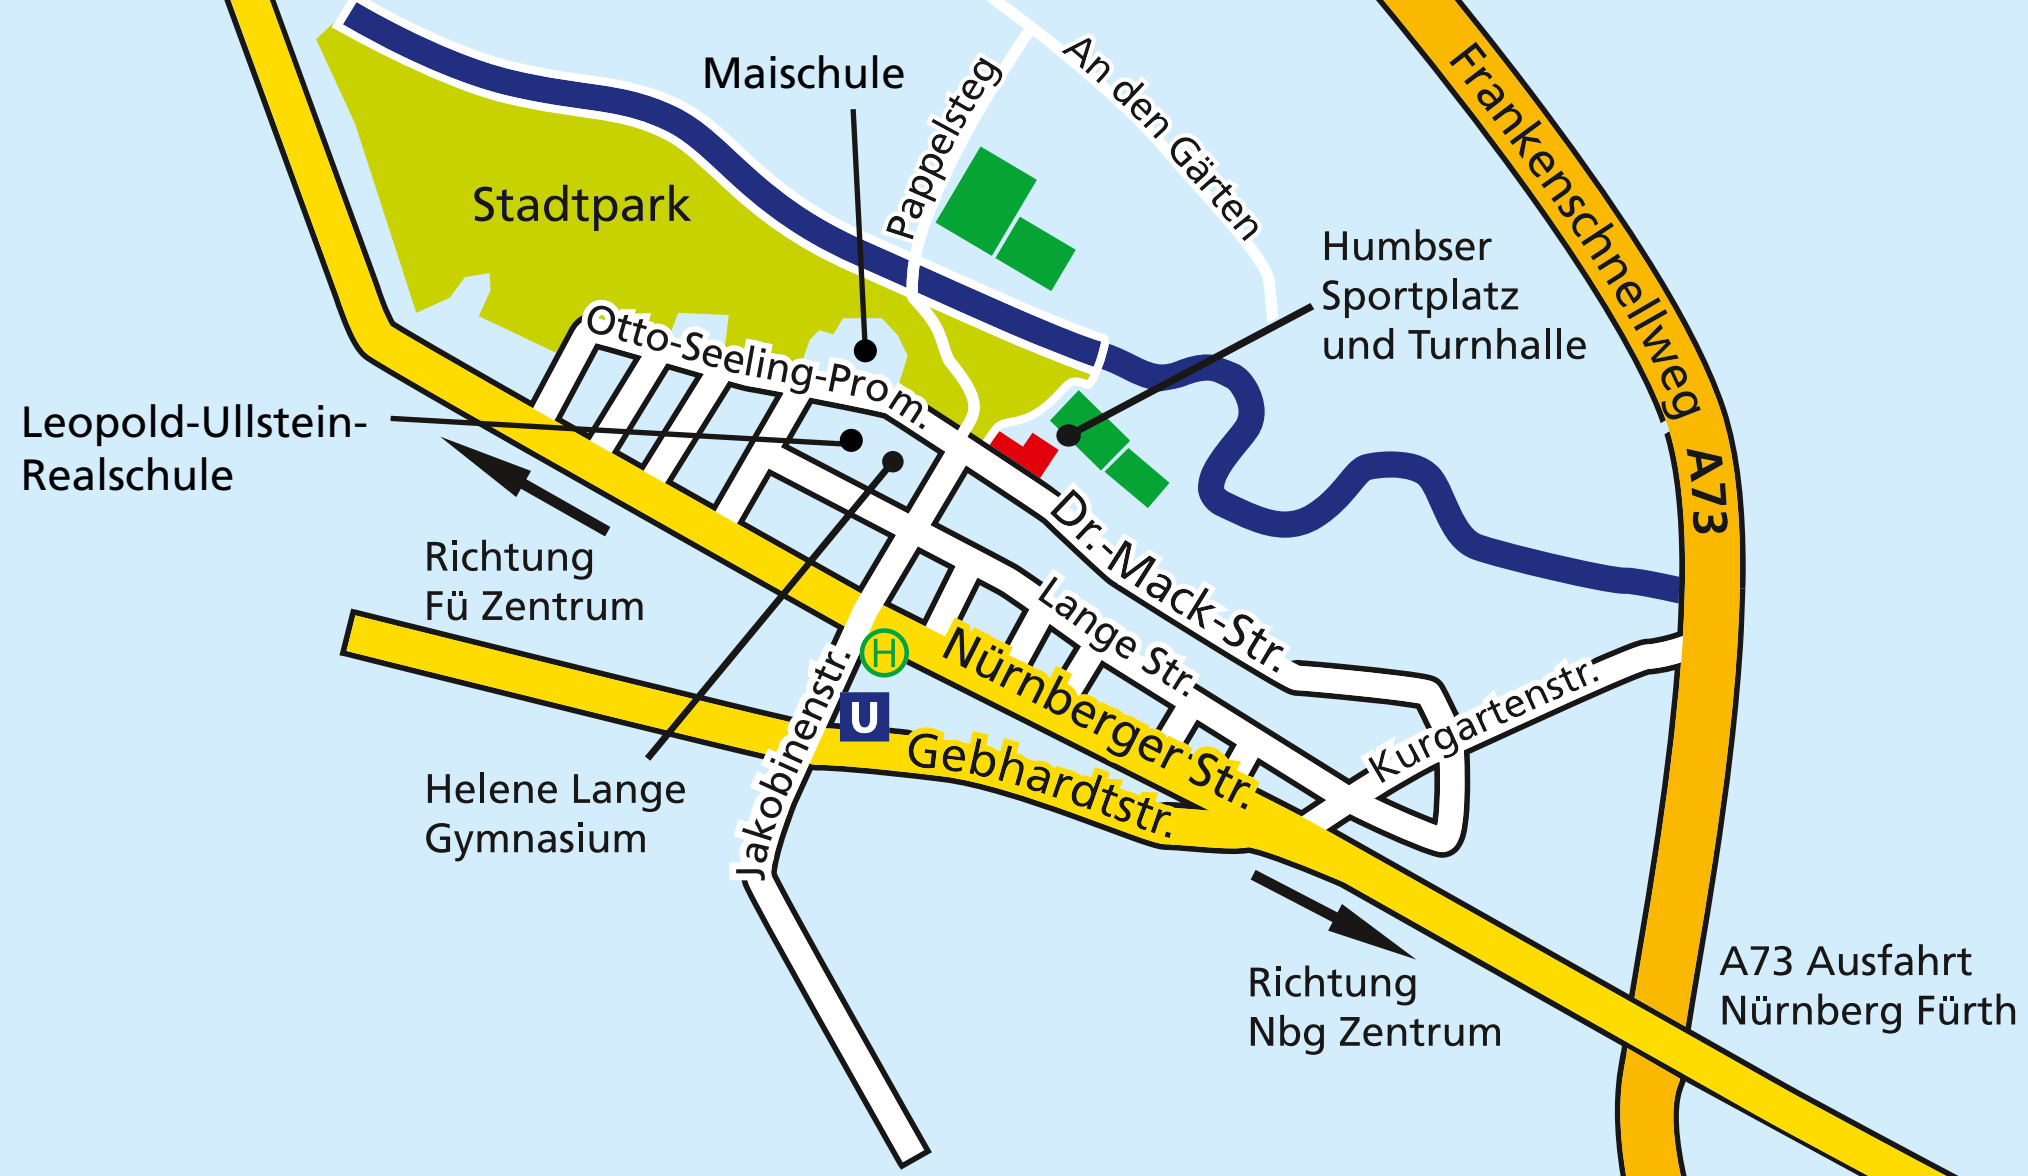 Maischule
An den Gärten
Pappelsteg
Frankenschnellweg
A73
Stadtpark
Humbser
Sportplatz
und Turnhalle
Otto-Seeling-Prom.
Leopold-Ullstein-
Realschule
Richtung
Fü Zentrum
Dr.-Mack-Str.
Lange Str.
Nürnberger Str.
H
U
Jakobinenstr.
Gebhardtstr.
Kurgartenstr.
Helene Lange
Gymnasium
Richtung
Nbg Zentrum
A73 Ausfahrt
Nürnberg Fürth